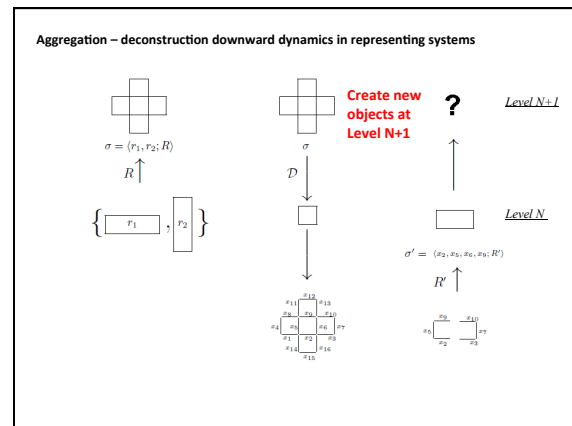 Aggregation – deconstruction downward dynamics in representing systems
Create new
objects at
Level N+1
?
Level N+1
σ = ⟨r₁, r₂; R⟩
σ
R
𝒟
{ r₁ , r₂ }
Level N
σ′ = ⟨x₂, x₅, x₆, x₉; R′⟩
R′
x₁₂
x₁₁ x₁₃
x₈ x₉ x₁₀
x₄ x₅ x₆ x₇
x₁ x₂ x₃
x₁₄ x₁₆
x₁₅
x₉ x₁₀
x₅ x₇
x₂ x₃